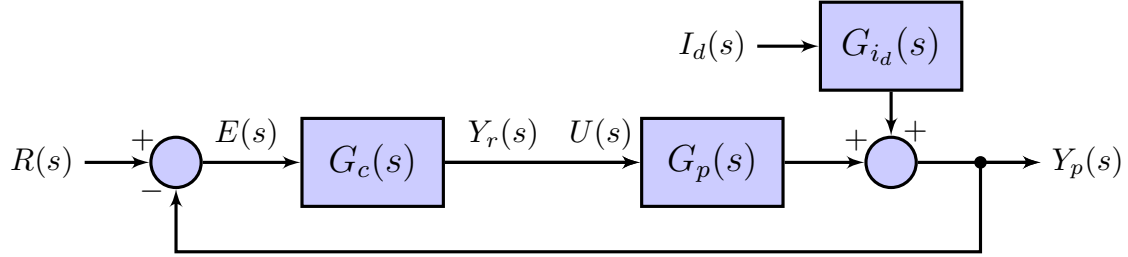 I_d(s)
G_{i_d}(s)
+
+
+
−
R(s)
E(s)
G_c(s)
Y_r(s)
U(s)
G_p(s)
Y_p(s)